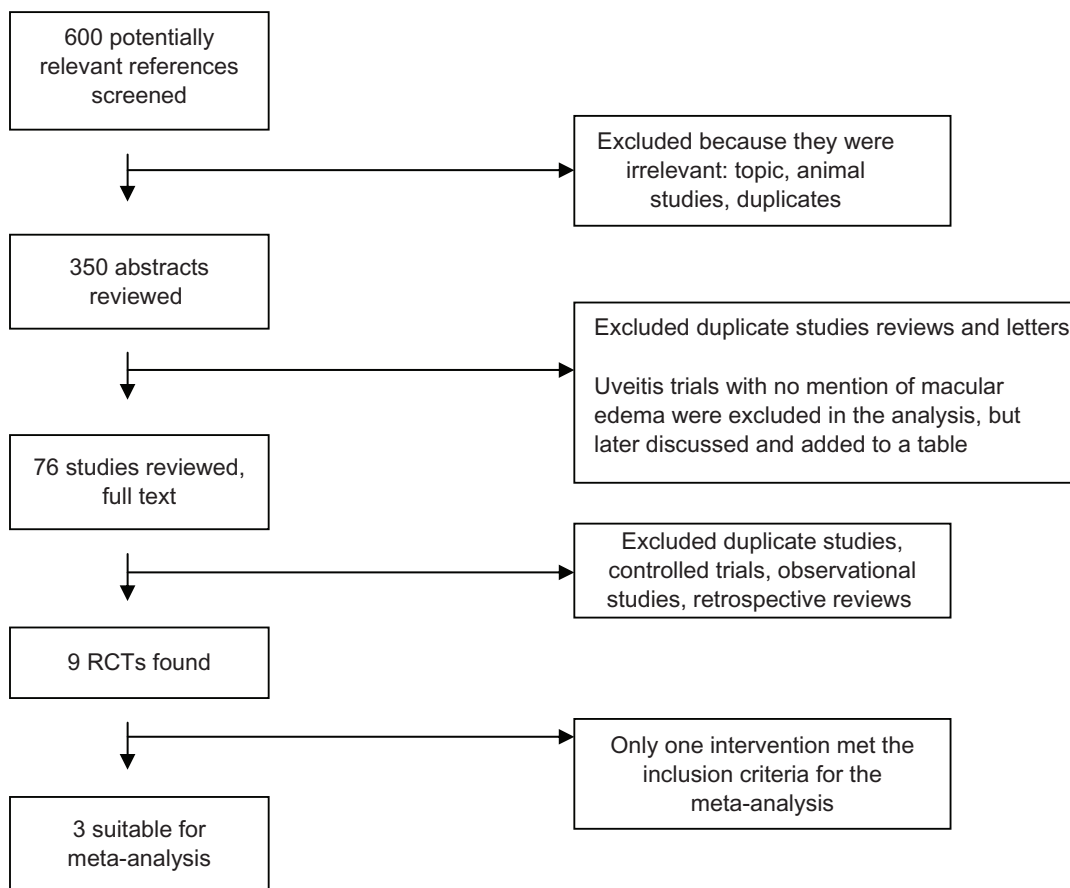 600 potentially
relevant references
screened
Excluded because they were
irrelevant: topic, animal
studies, duplicates
350 abstracts
reviewed
Excluded duplicate studies reviews and letters
Uveitis trials with no mention of macular
edema were excluded in the analysis, but
later discussed and added to a table
76 studies reviewed,
full text
Excluded duplicate studies,
controlled trials, observational
studies, retrospective reviews
9 RCTs found
Only one intervention met the
inclusion criteria for the
meta-analysis
3 suitable for
meta-analysis